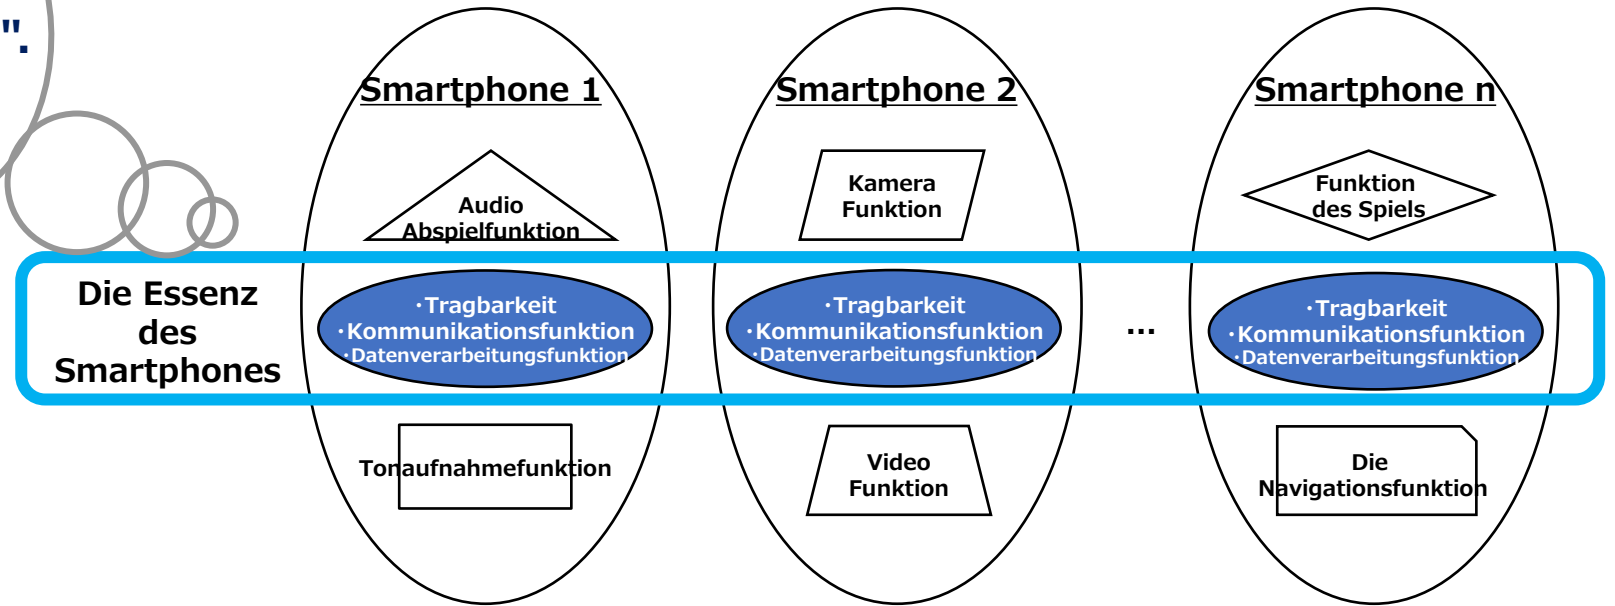 ".
Smartphone 1
Audio
Abspielfunktion
・Tragbarkeit
・Kommunikationsfunktion
・Datenverarbeitungsfunktion
Tonaufnahmefunktion
Smartphone 2
Kamera
Funktion
・Tragbarkeit
・Kommunikationsfunktion
・Datenverarbeitungsfunktion
Video
Funktion
...
Smartphone n
Funktion
des Spiels
・Tragbarkeit
・Kommunikationsfunktion
・Datenverarbeitungsfunktion
Die
Navigationsfunktion
Die Essenz
des
Smartphones